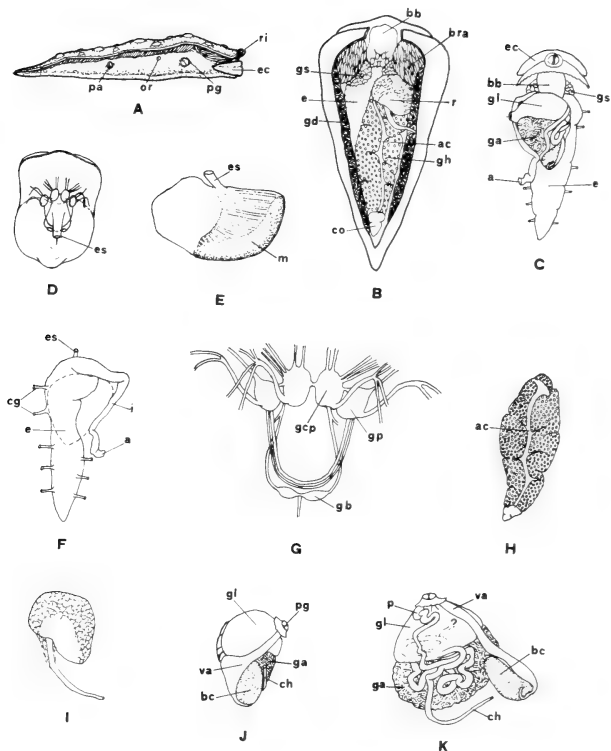 ri
ec
pa
or
pg
A
bb
bra
gs
e
r
gd
ac
gh
co
B
ec
bb
gs
gl
ga
a
e
C
es
D
es
m
E
es
cg
e
i
a
F
gcp
gp
gb
G
ac
H
I
gl
pg
va
ga
bc
ch
J
p
va
gl
?
bc
ga
ch
K